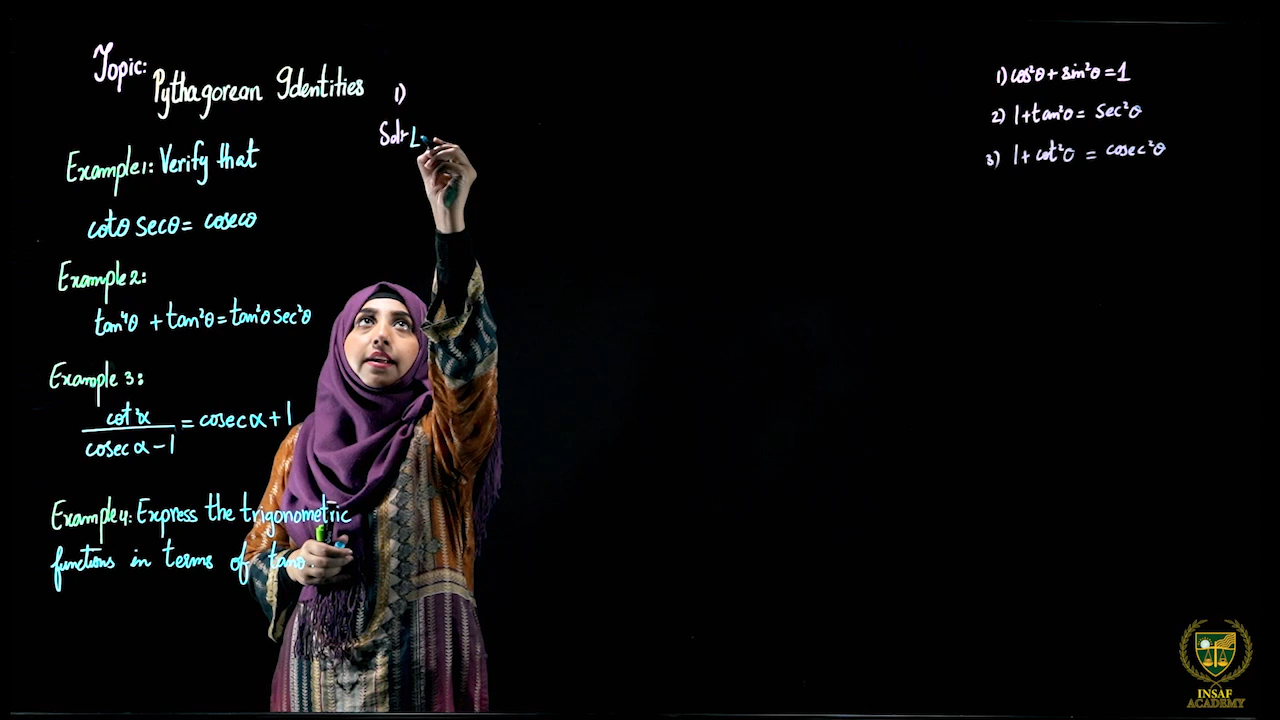 Topic:
Pythagorean Identities
Example 1: Verify that
cotθ secθ = cosecθ
Example 2:
tan⁴θ + tan²θ = tan²θ sec²θ
Example 3:
cot²α
cosec α − 1
= cosec α + 1
Example 4: Express the trigonometric
functions in terms of tanθ.
1)
Sol:- L
1) cos²θ + sin²θ = 1
2) 1 + tan²θ = sec²θ
3) 1 + cot²θ = cosec²θ
INSAF
ACADEMY